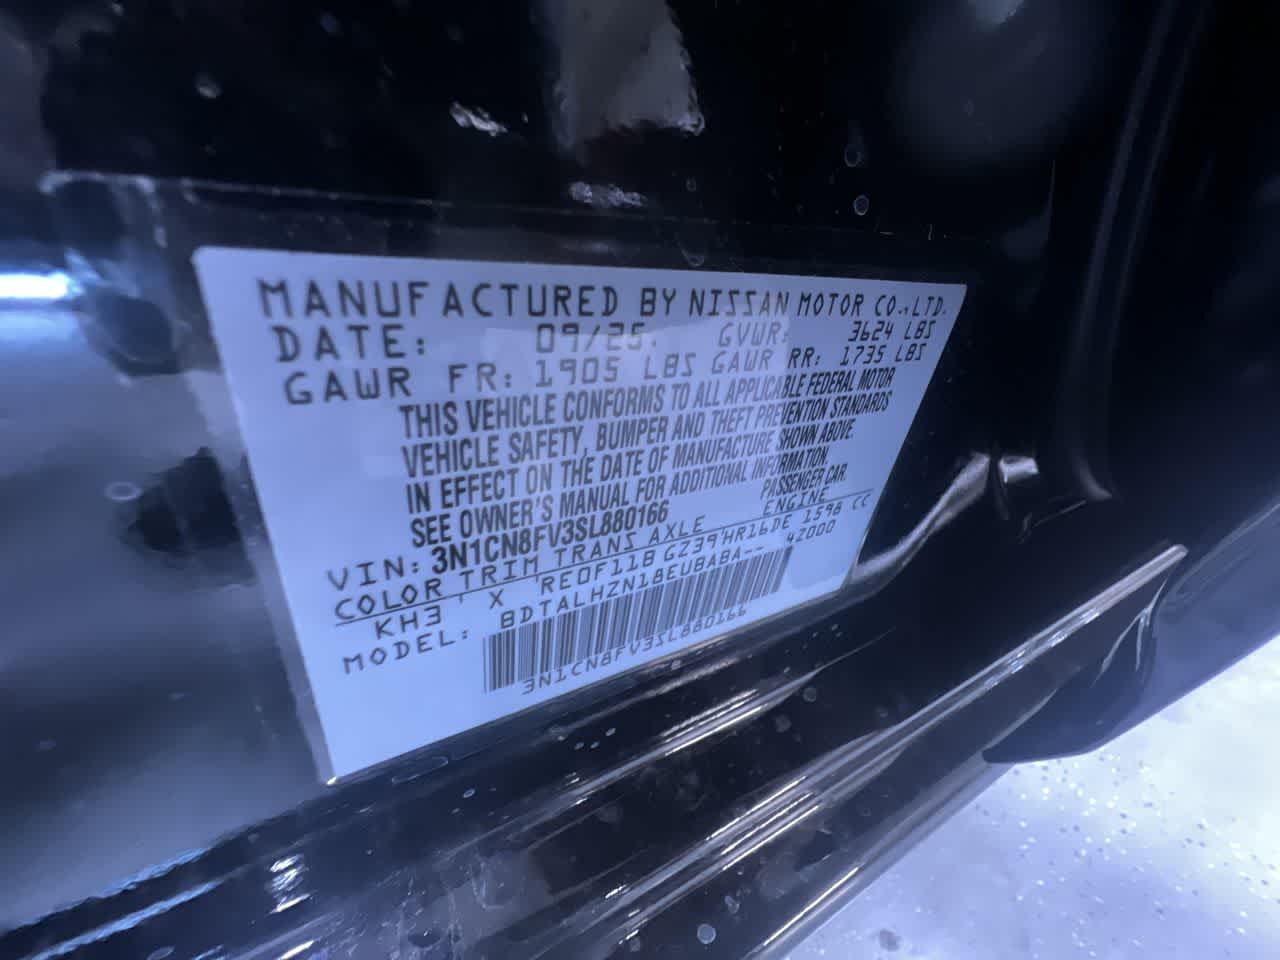 MANUFACTURED BY NISSAN MOTOR CO.,LTD.
DATE: 09/25 GVWR: 3624 LBS
GAWR FR: 1905 LBS GAWR RR: 1735 LBS
THIS VEHICLE CONFORMS TO ALL APPLICABLE FEDERAL MOTOR
VEHICLE SAFETY, BUMPER AND THEFT PREVENTION STANDARDS
IN EFFECT ON THE DATE OF MANUFACTURE SHOWN ABOVE.
SEE OWNER'S MANUAL FOR ADDITIONAL INFORMATION.
VIN: 3N1CN8FV3SL880166 PASSENGER CAR.
COLOR TRIM TRANS AXLE ENGINE
KH3 X RE0F11B GZ39 HR16DE 1598 CC
MODEL: BDTALHZN18EUBABA-- 42000
3N1CN8FV3SL880166